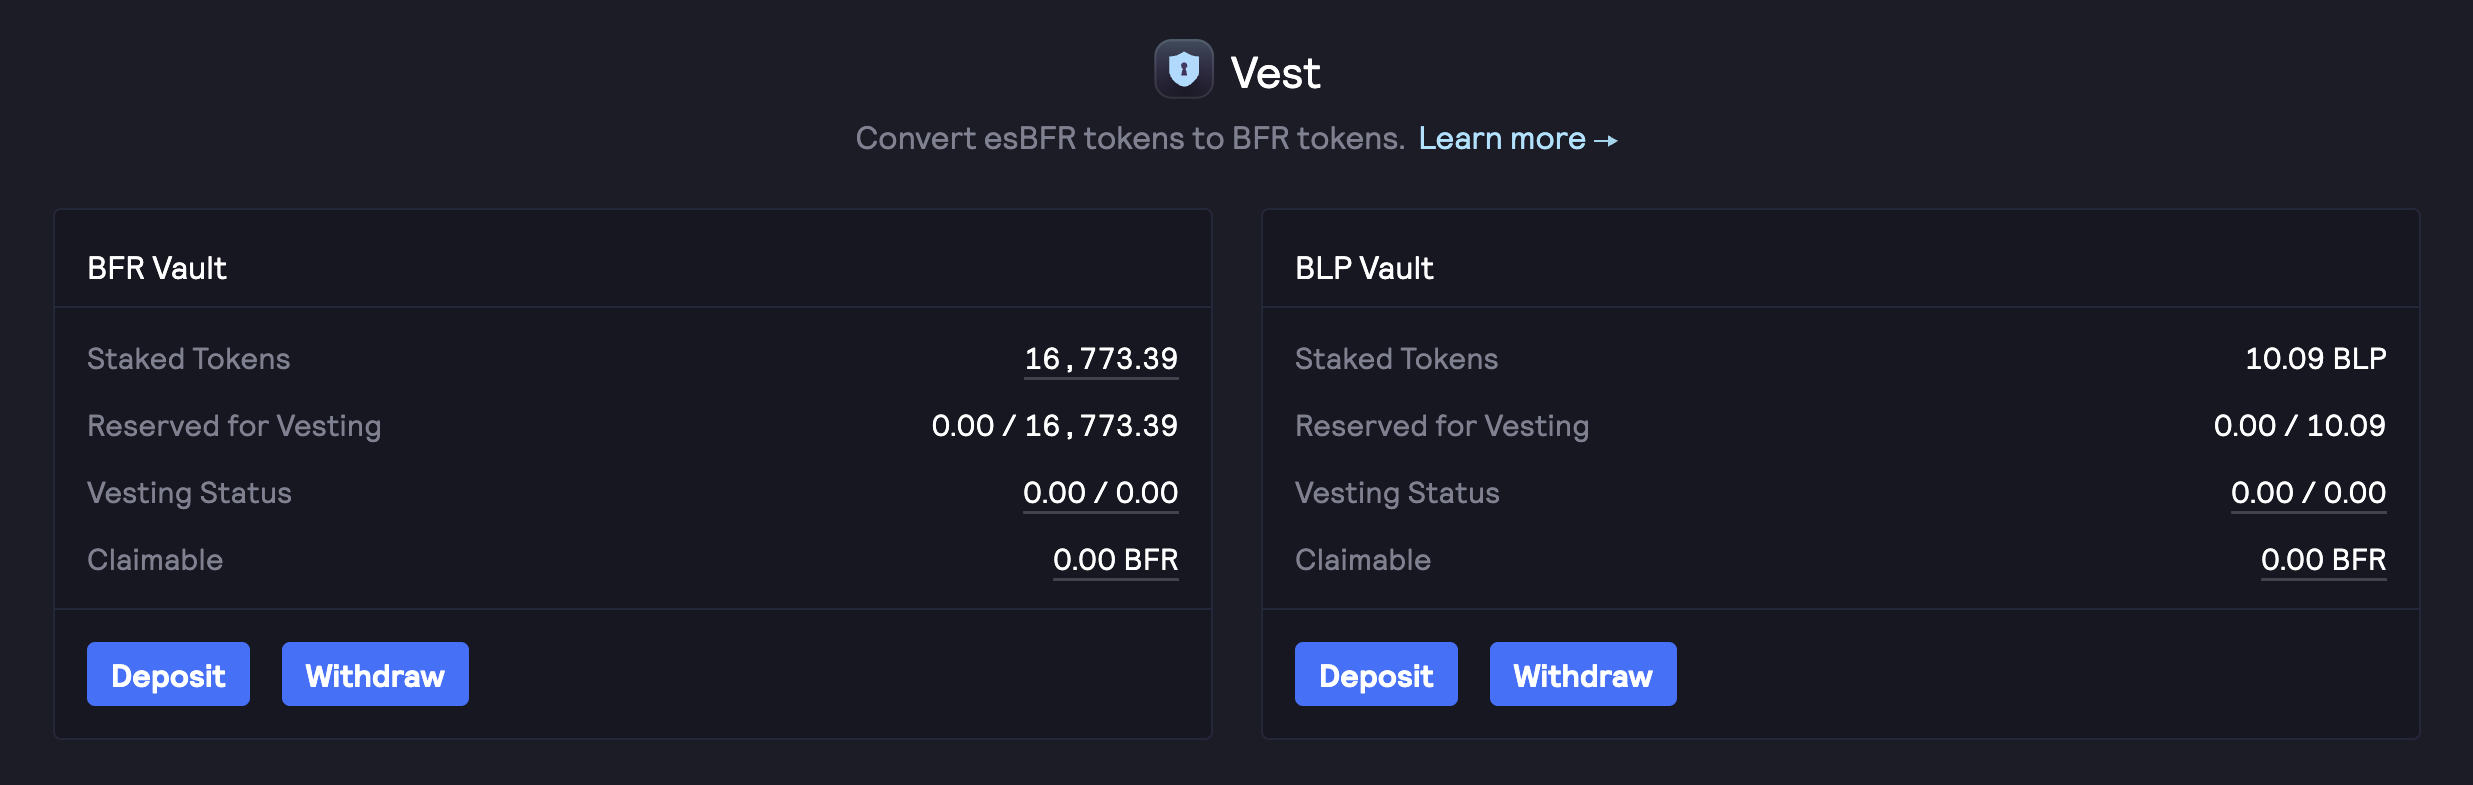 Vest
Convert esBFR tokens to BFR tokens. Learn more →
BFR Vault
Staked Tokens 16,773.39
Reserved for Vesting 0.00 / 16,773.39
Vesting Status 0.00 / 0.00
Claimable 0.00 BFR
Deposit Withdraw
BLP Vault
Staked Tokens 10.09 BLP
Reserved for Vesting 0.00 / 10.09
Vesting Status 0.00 / 0.00
Claimable 0.00 BFR
Deposit Withdraw